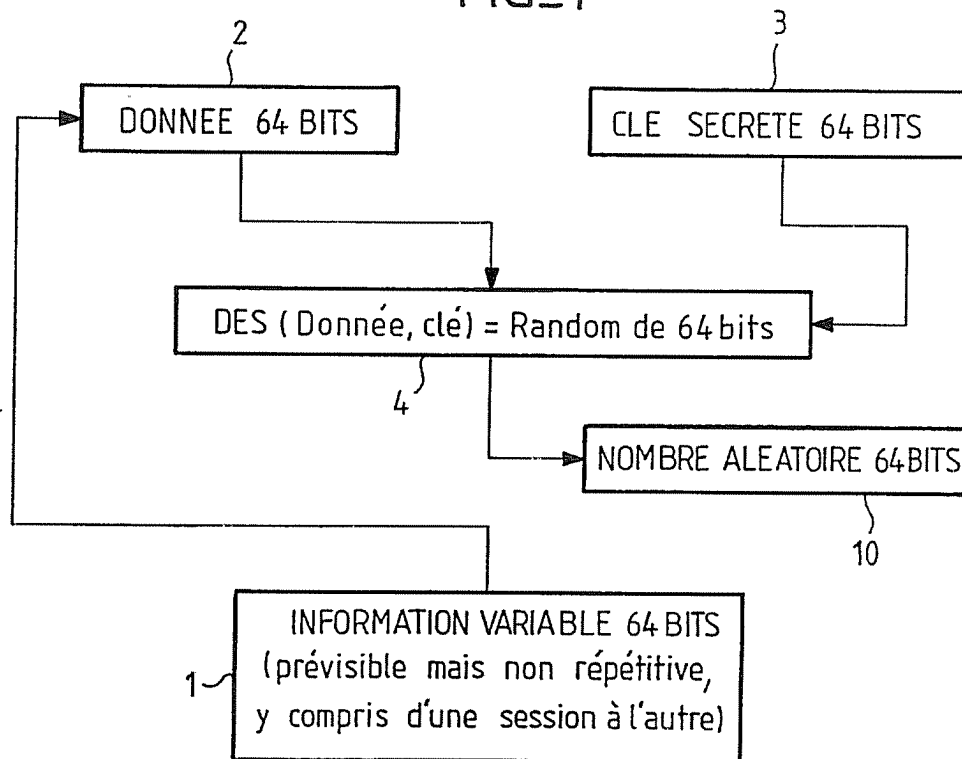 2
3
DONNEE 64 BITS
CLE SECRETE 64 BITS
DES (Donnée, clé) = Random de 64 bits
4
NOMBRE ALEATOIRE 64 BITS
10
INFORMATION VARIABLE 64 BITS
1
(prévisible mais non répétitive,
y compris d'une session à l'autre)